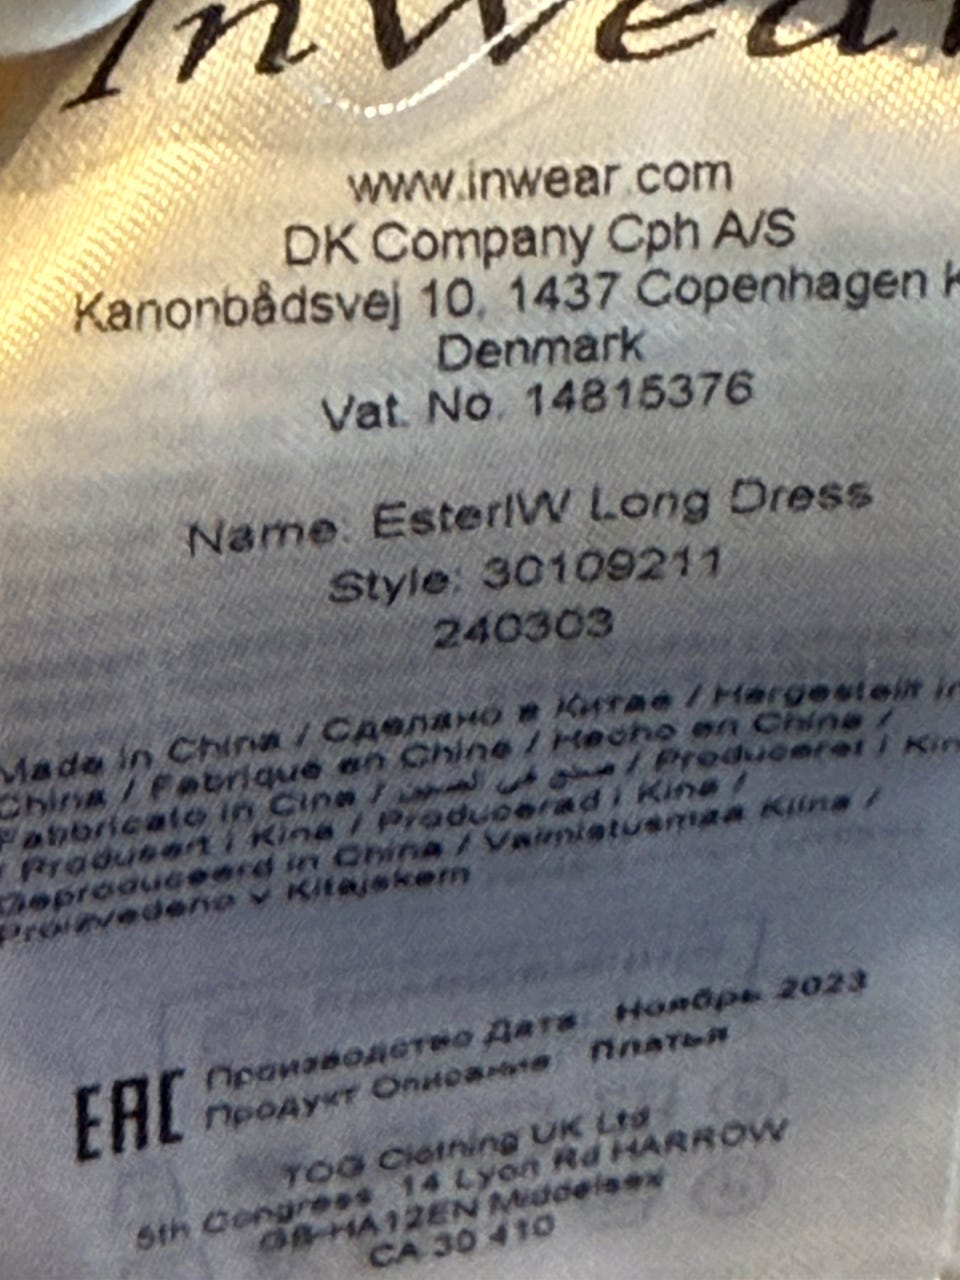 InWear
www.inwear.com
DK Company Cph A/S
Kanonbådsvej 10, 1437 Copenhagen K
Denmark
Vat. No. 14815376
Name: EsterIW Long Dress
Style: 30109211
240303
Made in China / Сделано в Китае / Hergestellt in
China / Fabrique en Chine / Hecho en China /
Fabbricato in Cina / صنع في الصين / Produceret i Kina
/ Produsert i Kina / Producerad i Kina /
Geproduceerd in China / Valmistusmaa Kiina /
Proizvedeno v Kitajskem
EAC
Производство Дата: Ноябрь 2023
Продукт Описание: Платья
TOG Clothing UK Ltd
5th Congress 14 Lyon Rd HARROW
GB-HA12EN Middelsex
CA 30 410